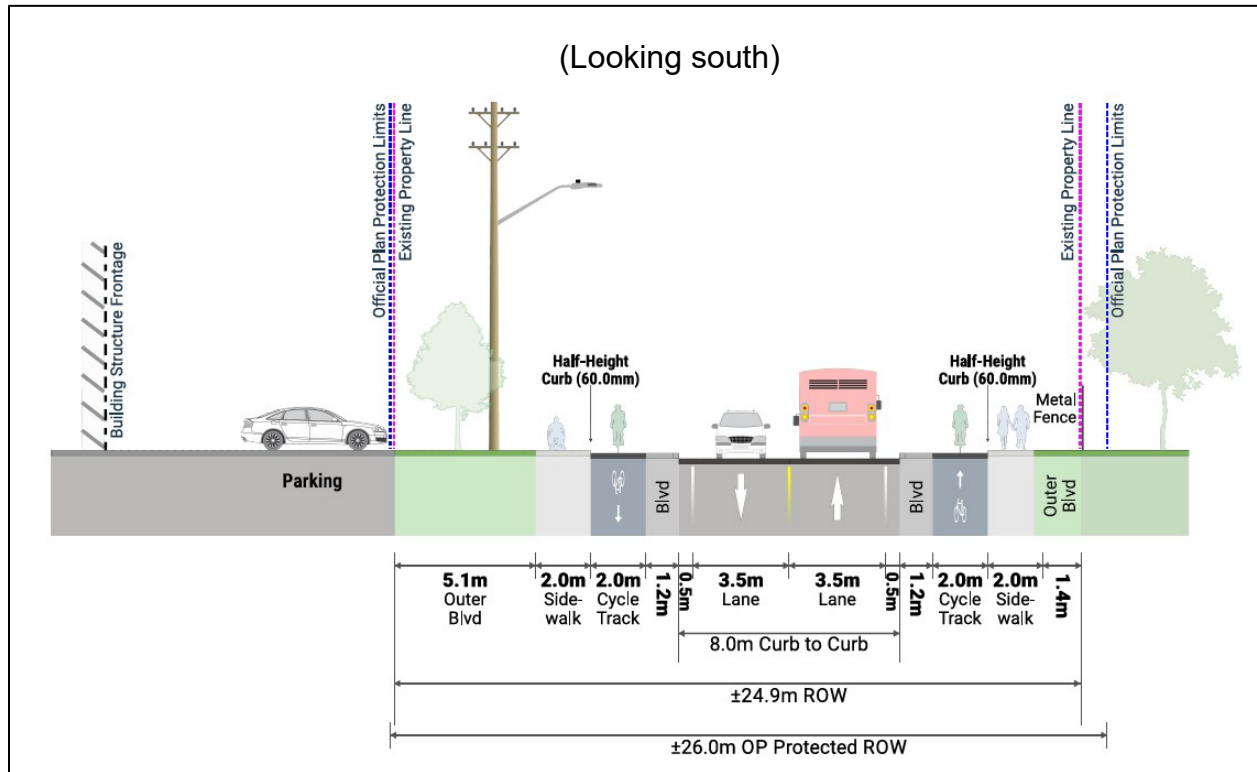 (Looking south)
Building Structure Frontage
Official Plan Protection Limits
Existing Property Line
Existing Property Line
Official Plan Protection Limits
Half-Height
Curb (60.0mm)
Half-Height
Curb (60.0mm)
Metal
Fence
Parking
Blvd
Blvd
Outer
Blvd
5.1m
Outer
Blvd
2.0m
Side-
walk
2.0m
Cycle
Track
1.2m
0.5m
3.5m
Lane
3.5m
Lane
0.5m
1.2m
2.0m
Cycle
Track
2.0m
Side-
walk
1.4m
8.0m Curb to Curb
±24.9m ROW
±26.0m OP Protected ROW